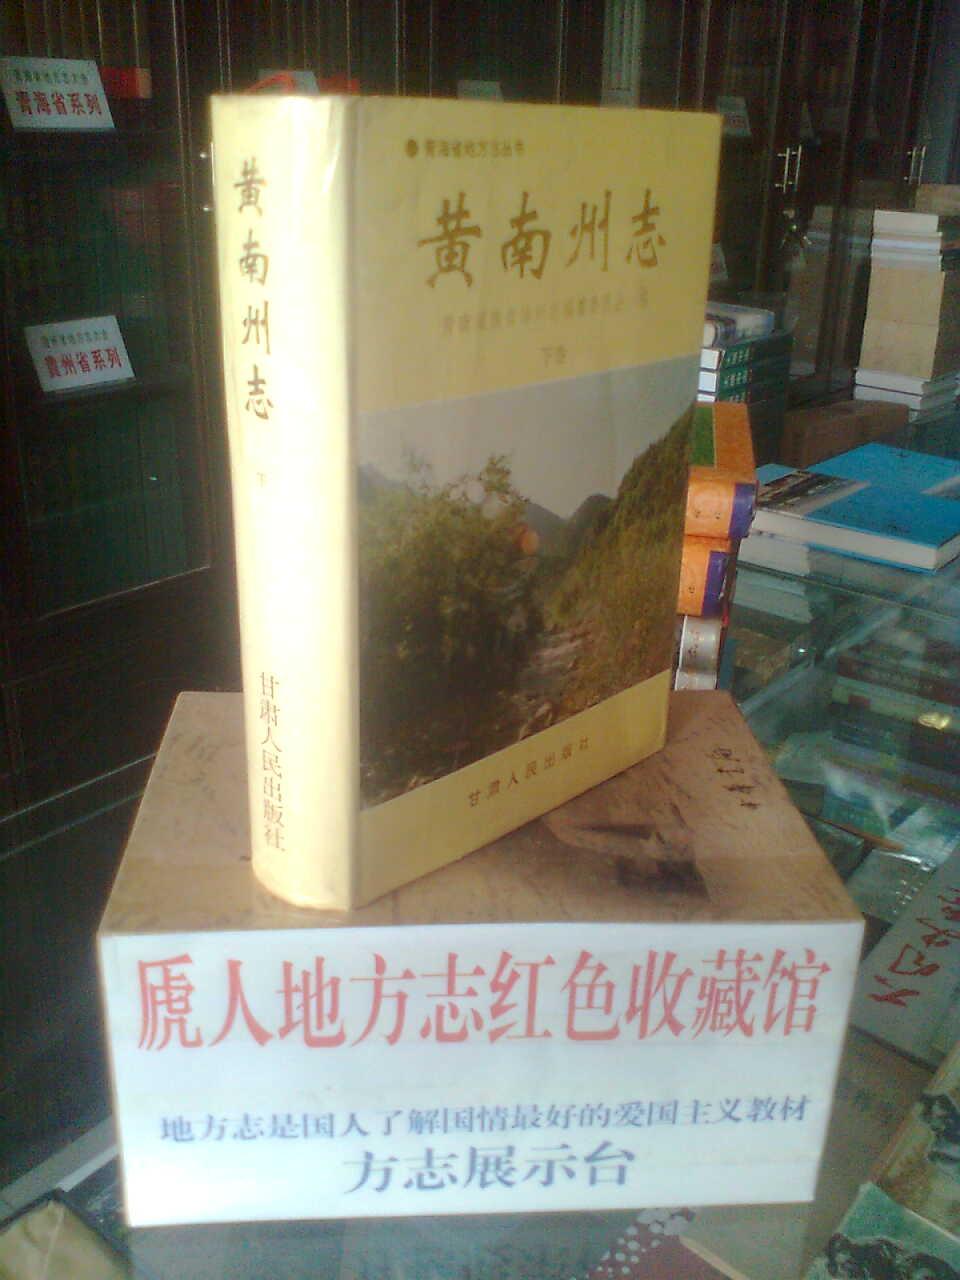 青海省系列
貴州省系列
黄南州志
下
甘肃人民出版社
青海省地方志丛书
黄南州志
下卷
甘肃人民出版社
虒人地方志红色收藏馆
地方志是国人了解国情最好的爱国主义教材
方志展示台